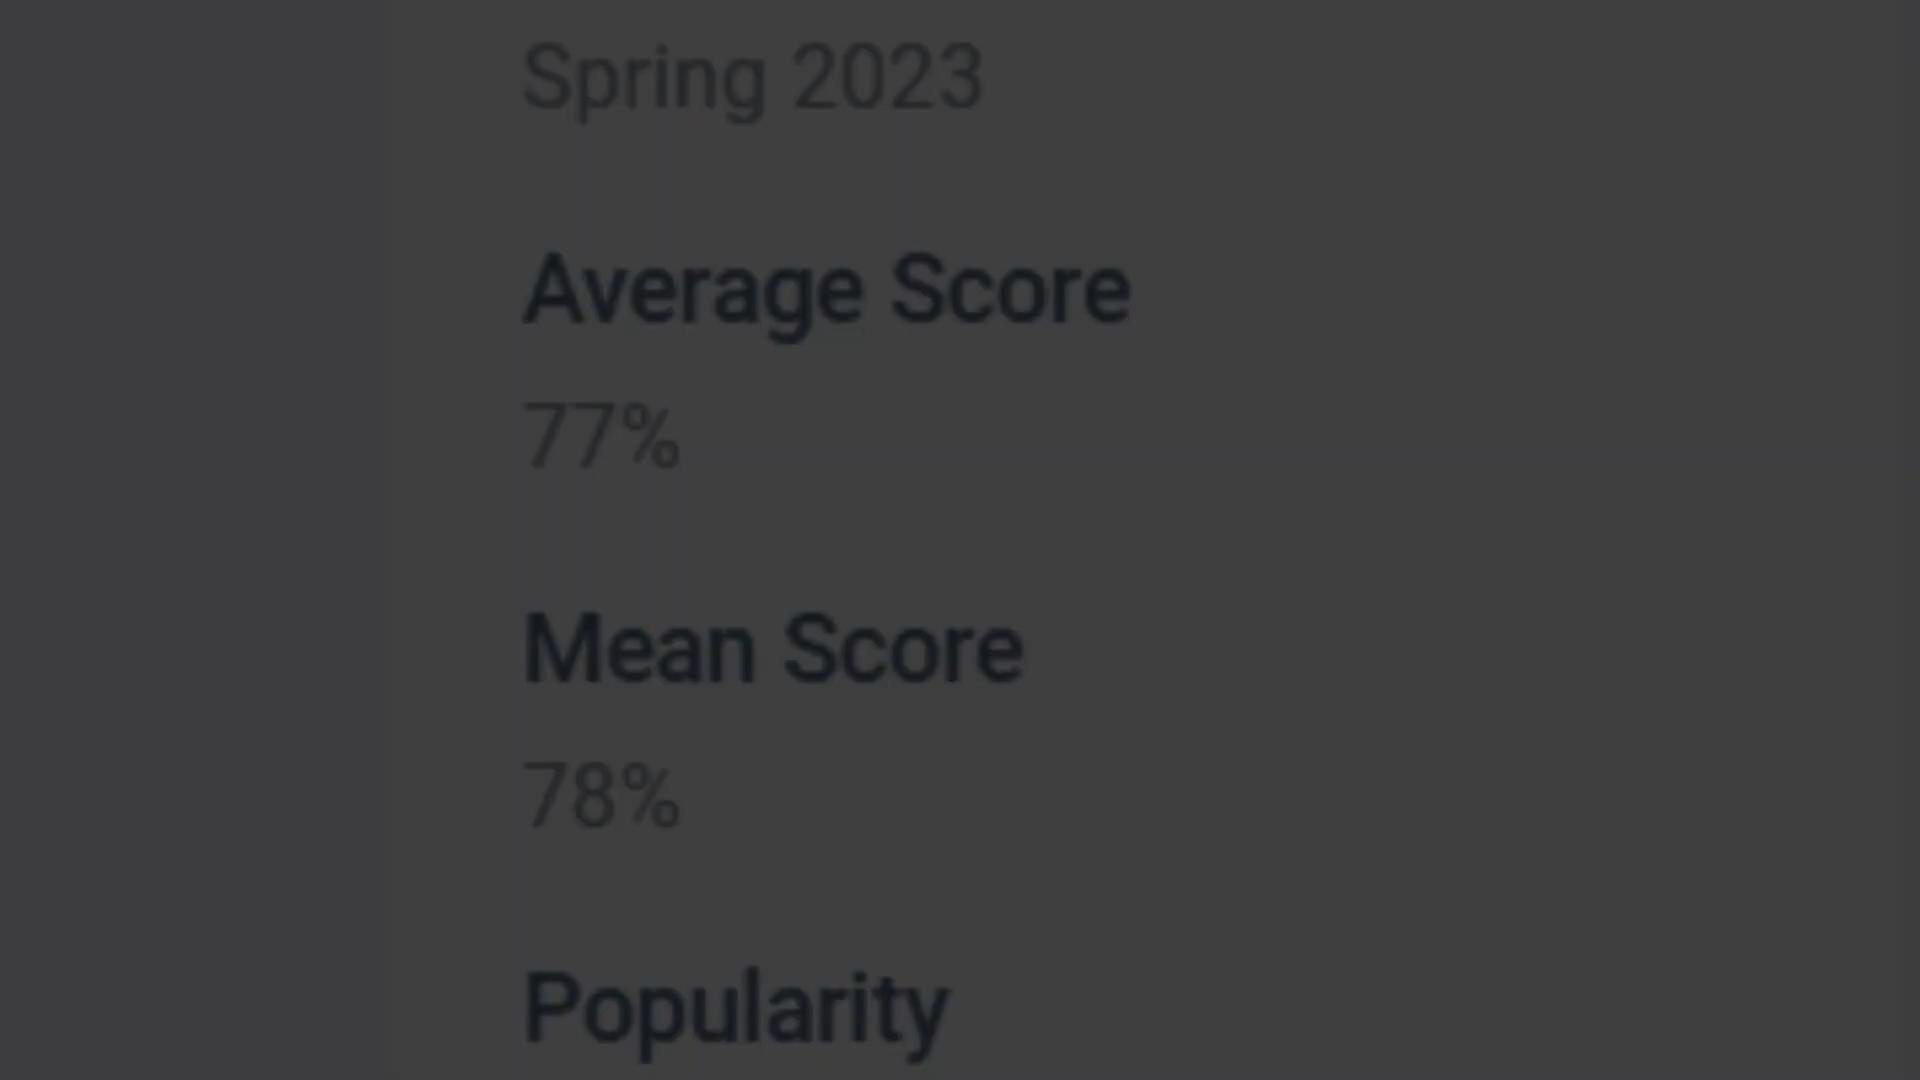 Spring 2023
Average Score
77%
Mean Score
78%
Popularity